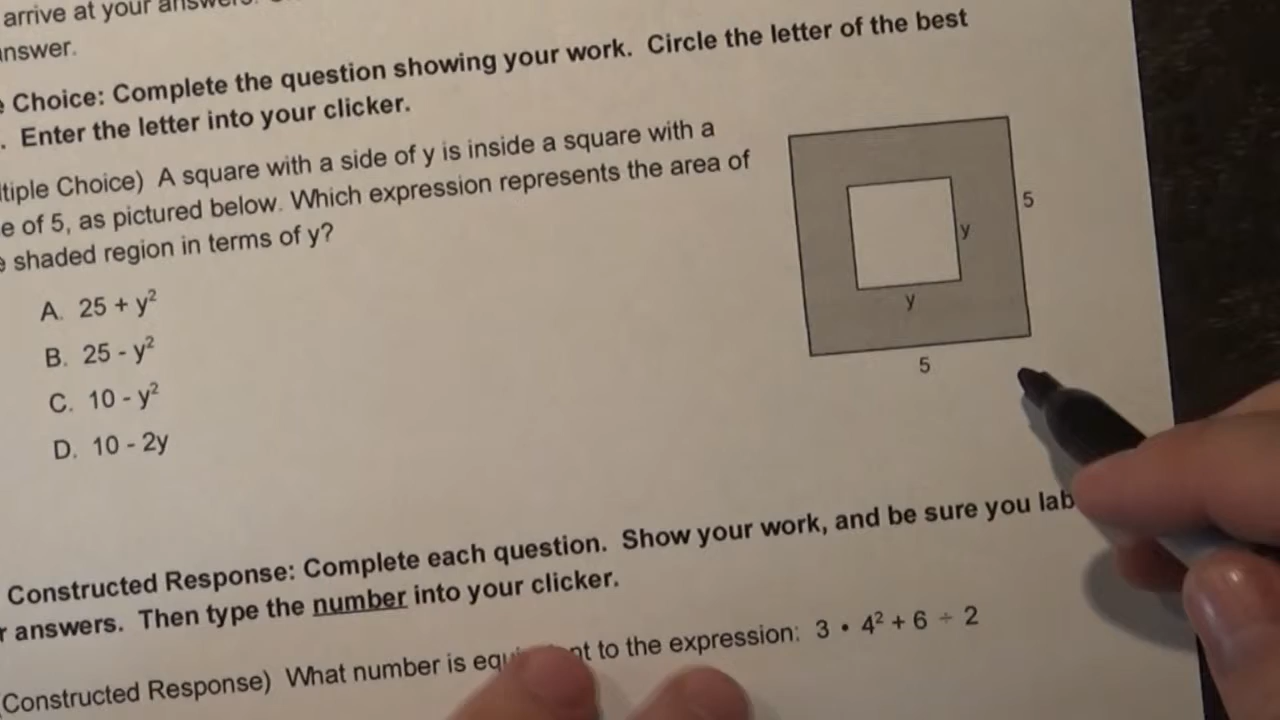 arrive at your answers.
answer.
Choice: Complete the question showing your work. Circle the letter of the best
. Enter the letter into your clicker.
tiple Choice) A square with a side of y is inside a square with a
e of 5, as pictured below. Which expression represents the area of
e shaded region in terms of y?
A. 25 + y²
B. 25 - y²
C. 10 - y²
D. 10 - 2y
5
y
y
5
Constructed Response: Complete each question. Show your work, and be sure you lab
r answers. Then type the number into your clicker.
(Constructed Response) What number is to the expression: 3 • 4² + 6 ÷ 2